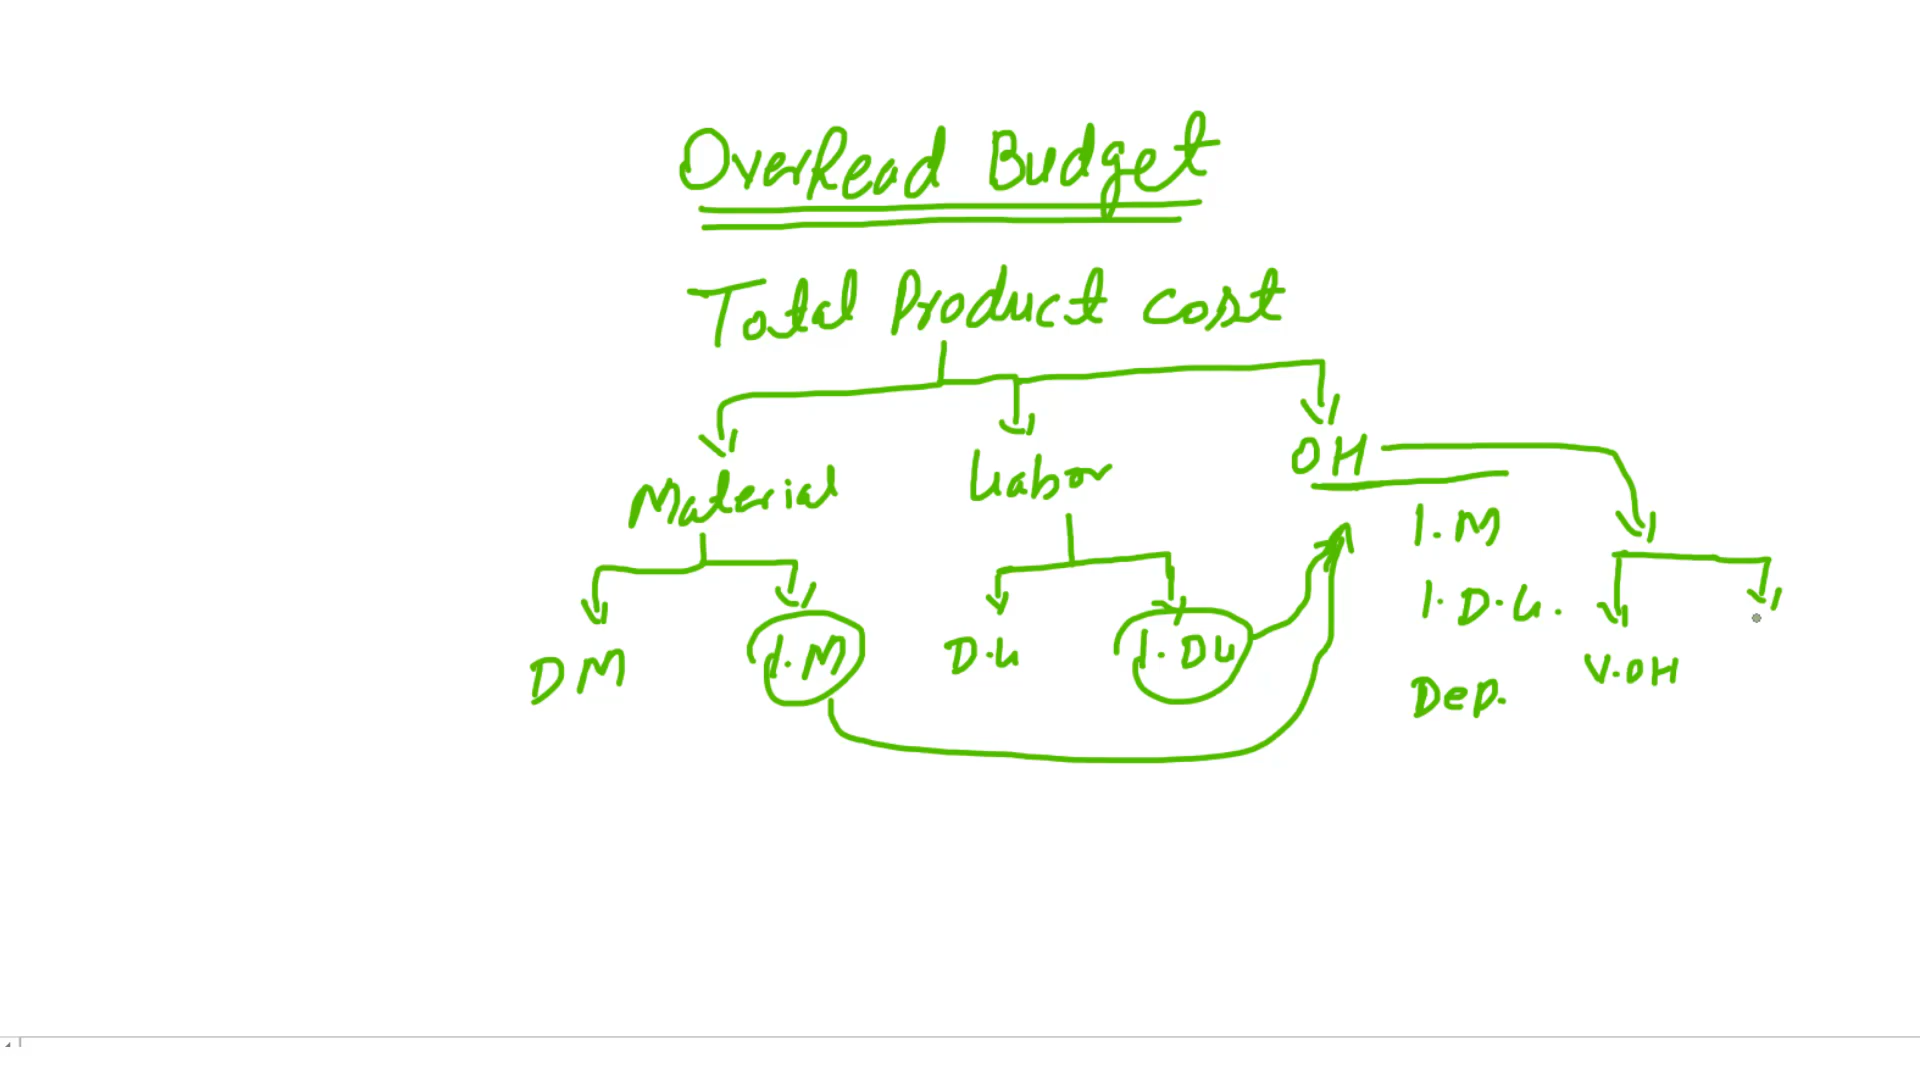 Overhead Budget
Total Product cost
Material Labor OH
I.M
I.D.L.
Dep.
DM I.M D.L I.DL V.OH